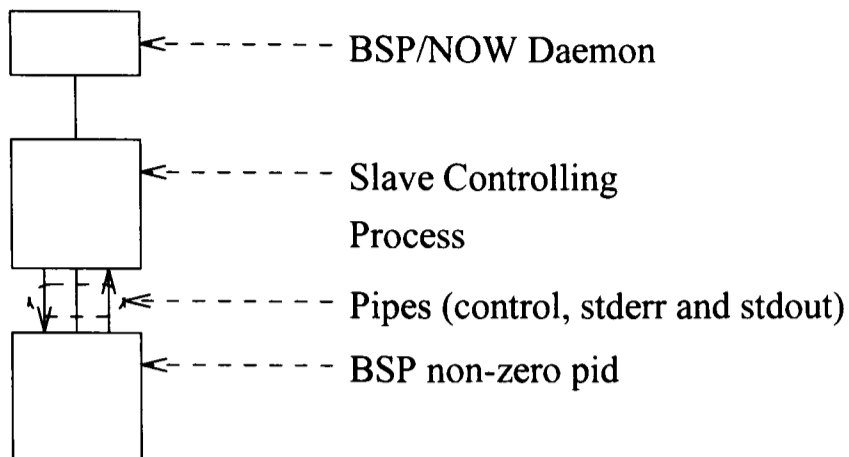 BSP/NOW Daemon
Slave Controlling
Process
Pipes (control, stderr and stdout)
BSP non-zero pid